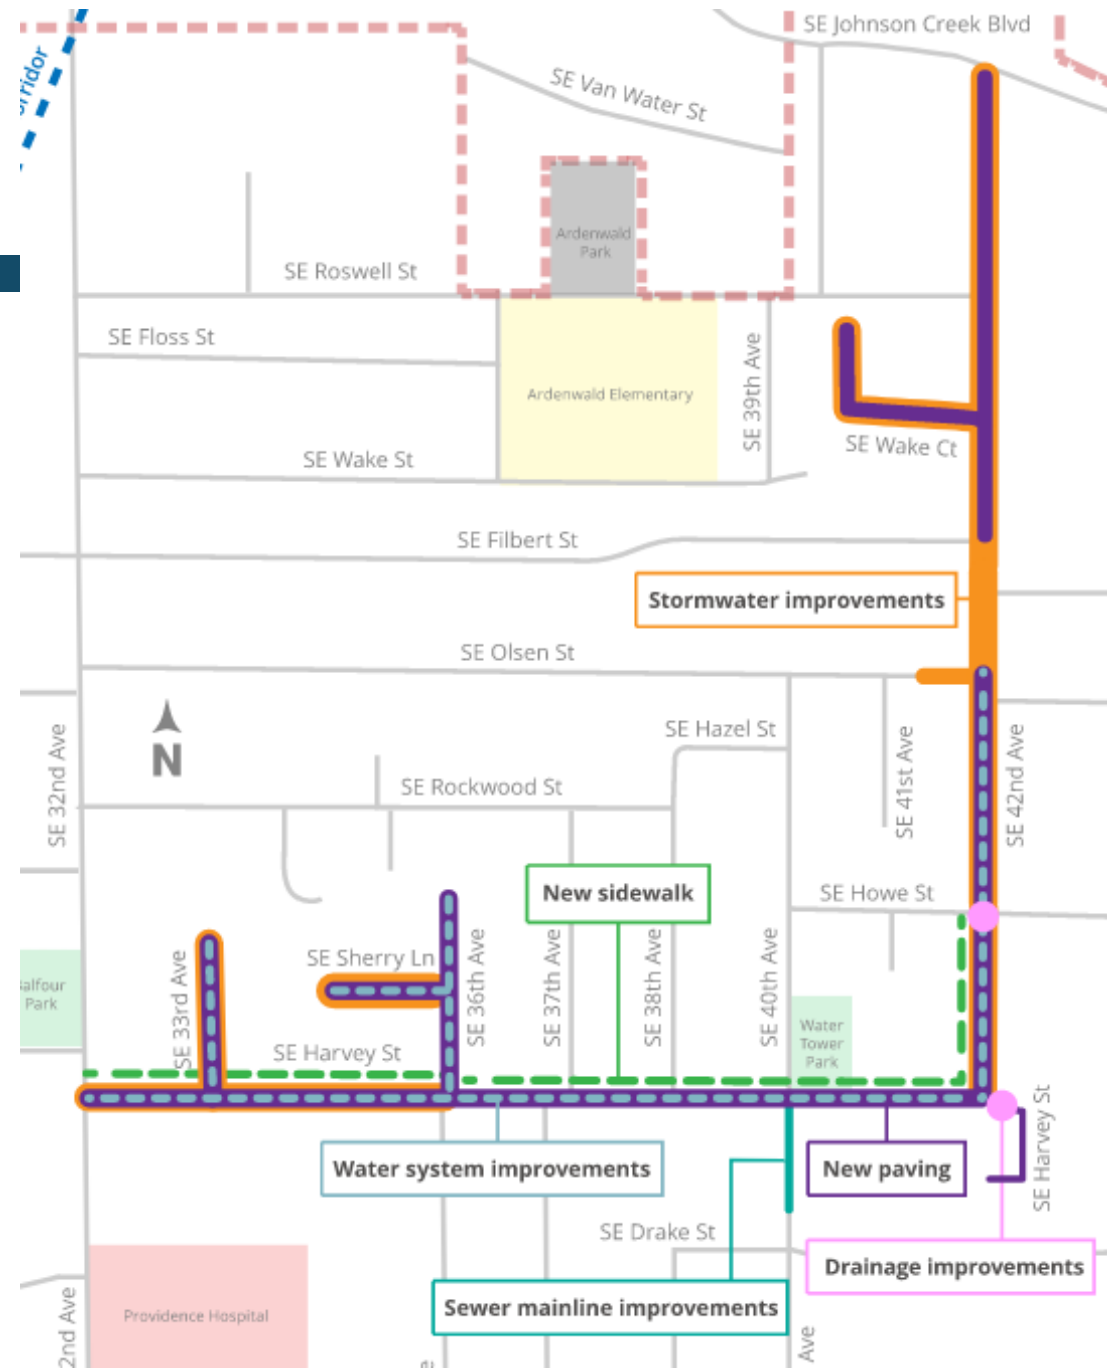 SE Johnson Creek Blvd
SE Van Water St
Ardenwald
Park
SE Roswell St
SE Floss St
Ardenwald Elementary
SE 39th Ave
SE Wake Ct
SE Wake St
SE Filbert St
Stormwater improvements
SE Olsen St
N
SE Hazel St
SE 32nd Ave
SE Rockwood St
SE 41st Ave
SE 42nd Ave
New sidewalk
SE Howe St
SE 33rd Ave
SE Sherry Ln
SE 36th Ave
SE 37th Ave
SE 38th Ave
SE 40th Ave
Park
Water
Tower
Park
SE Harvey St
Water system improvements
New paving
SE Harvey St
SE Drake St
Drainage improvements
Sewer mainline improvements
Providence Hospital
2nd Ave
Ave